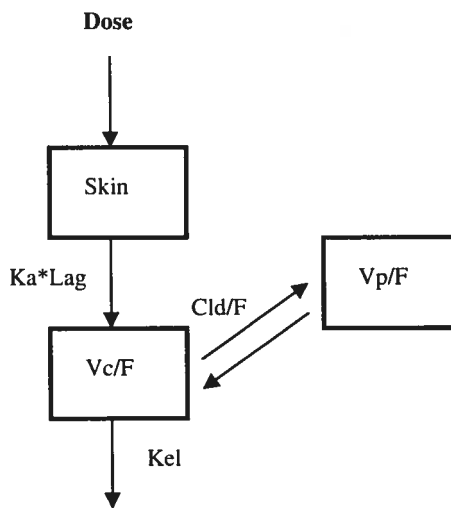 Dose
Skin
Ka*Lag
Cld/F
Vp/F
Vc/F
Kel